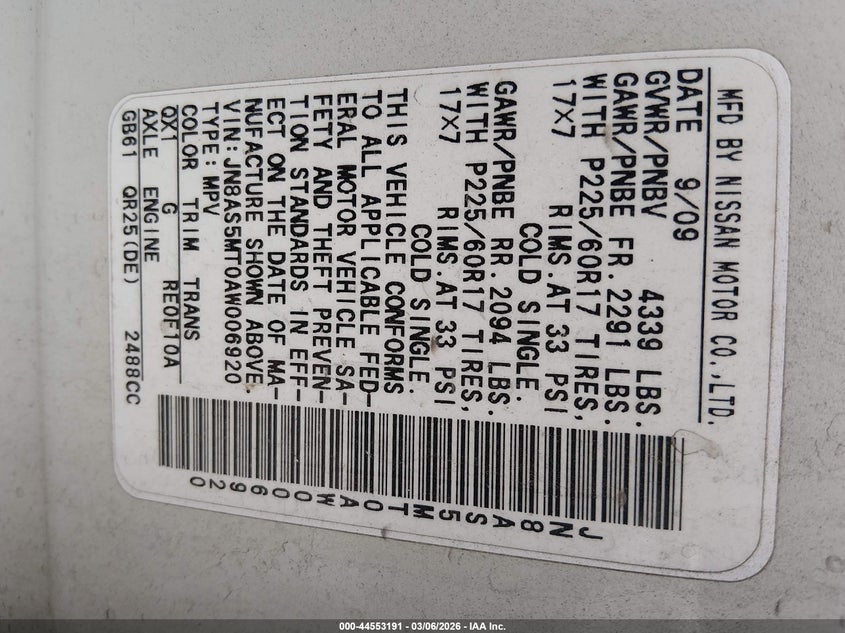 MFD BY NISSAN MOTOR CO.,LTD.
DATE 9/09
GVWR/PNBV 4339 LBS.
GAWR/PNBE FR. 2291 LBS.
WITH P225/60R17 TIRES,
17X7 RIMS.AT 33 PSI
COLD SINGLE.
GAWR/PNBE RR. 2094 LBS.
WITH P225/60R17 TIRES,
17X7 RIMS.AT 33 PSI
COLD SINGLE.
THIS VEHICLE CONFORMS
TO ALL APPLICABLE FED-
ERAL MOTOR VEHICLE SA-
FETY AND THEFT PREVEN-
TION STANDARDS IN EFF-
ECT ON THE DATE OF MA-
NUFACTURE SHOWN ABOVE.
VIN:JN8AS5MT0AW006920
TYPE:MPV
COLOR TRIM TRANS
QX1 G RE0F10A
AXLE ENGINE
GB61 QR25(DE) 2488CC
JN8AS5MT0AW006920
000-44553191 - 03/06/2026 - IAA Inc.